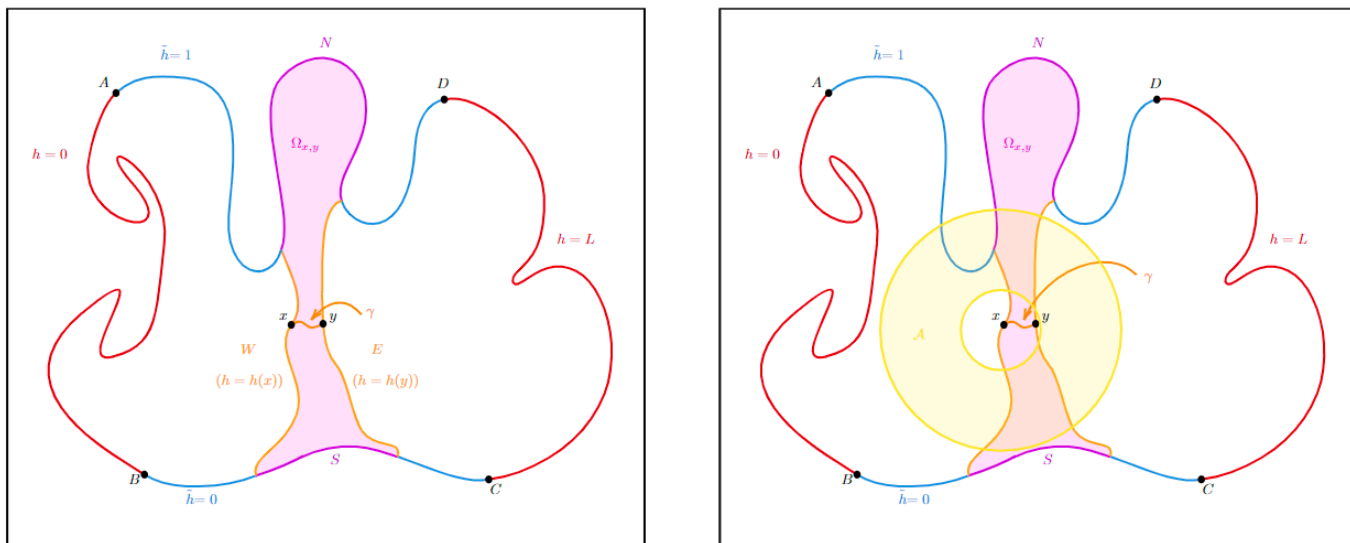 N
h̃= 1
A
D
Ω_{x,y}
h = 0
h = L
x
y
γ
W
E
(h = h(x))
(h = h(y))
S
B
C
h̃= 0
N
h̃= 1
A
D
Ω_{x,y}
h = 0
h = L
γ
x
y
A
S
B
C
h̃= 0